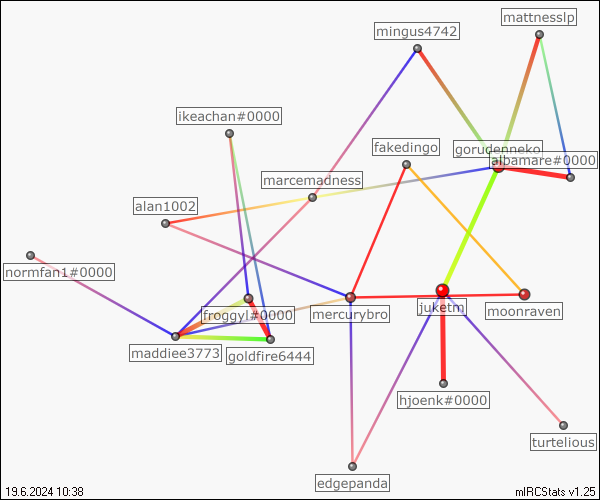 mattnesslp
mingus4742
ikeachan#0000
fakedingo
gorudenneko
albamare#0000
marcemadness
alan1002
normfan1#0000
froggyl#0000
mercurybro
juketn
moonraven
maddiee3773
goldfire6444
hjoenk#0000
turtelious
edgepanda
19.6.2024 10:38
mIRCStats v1.25